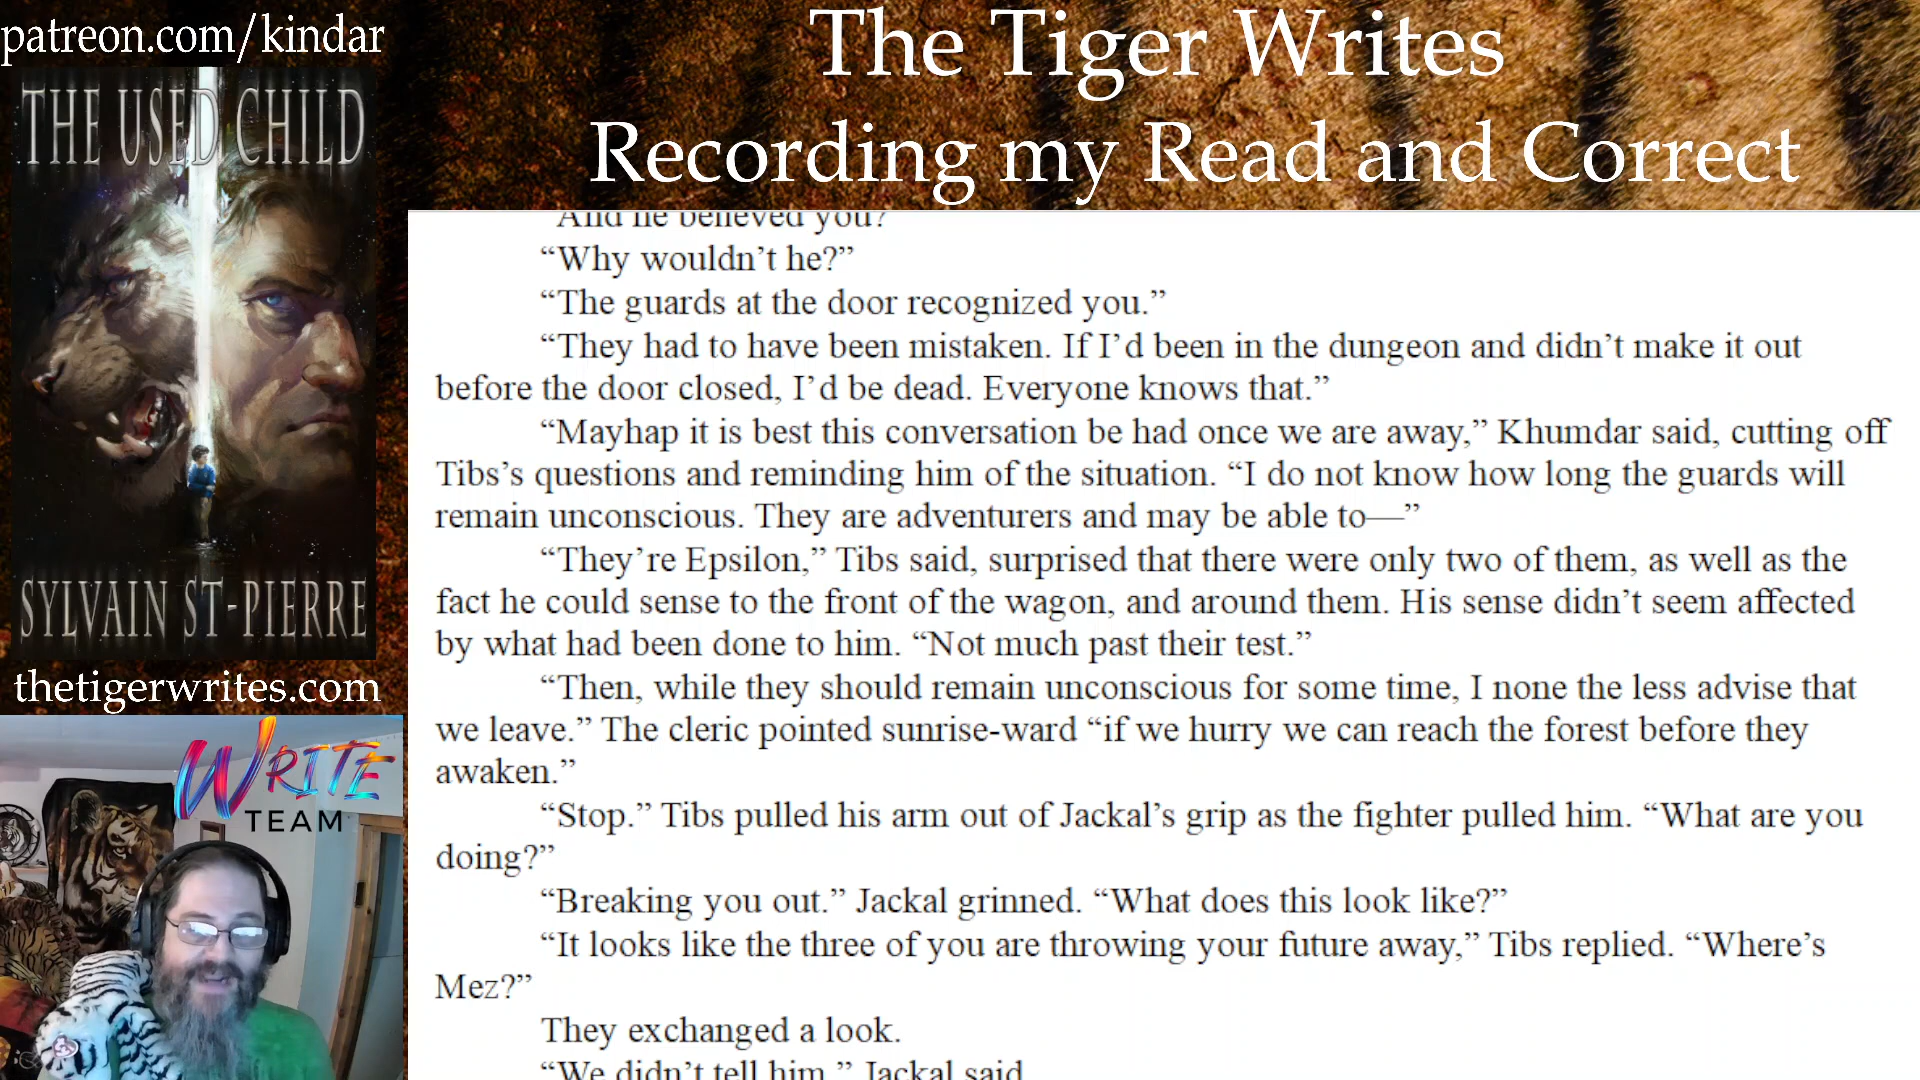 patreon.com/kindar
THE USED CHILD
SYLVAIN ST-PIERRE
thetigerwrites.com
WRITE
TEAM
The Tiger Writes
Recording my Read and Correct
And he believed you?
“Why wouldn’t he?”
“The guards at the door recognized you.”
“They had to have been mistaken. If I’d been in the dungeon and didn’t make it out
before the door closed, I’d be dead. Everyone knows that.”
“Mayhap it is best this conversation be had once we are away,” Khumdar said, cutting off
Tibs’s questions and reminding him of the situation. “I do not know how long the guards will
remain unconscious. They are adventurers and may be able to—”
“They’re Epsilon,” Tibs said, surprised that there were only two of them, as well as the
fact he could sense to the front of the wagon, and around them. His sense didn’t seem affected
by what had been done to him. “Not much past their test.”
“Then, while they should remain unconscious for some time, I none the less advise that
we leave.” The cleric pointed sunrise-ward “if we hurry we can reach the forest before they
awaken.”
“Stop.” Tibs pulled his arm out of Jackal’s grip as the fighter pulled him. “What are you
doing?”
“Breaking you out.” Jackal grinned. “What does this look like?”
“It looks like the three of you are throwing your future away,” Tibs replied. “Where’s
Mez?”
They exchanged a look.
“We didn’t tell him,” Jackal said